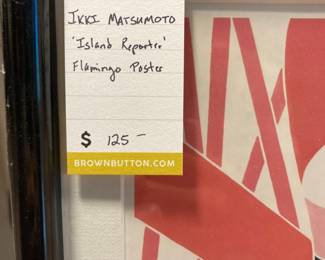 IKKI MATSUMOTO
'Island Reporter'
Flamingo Poster
$ 125 –
BROWNBUTTON.COM